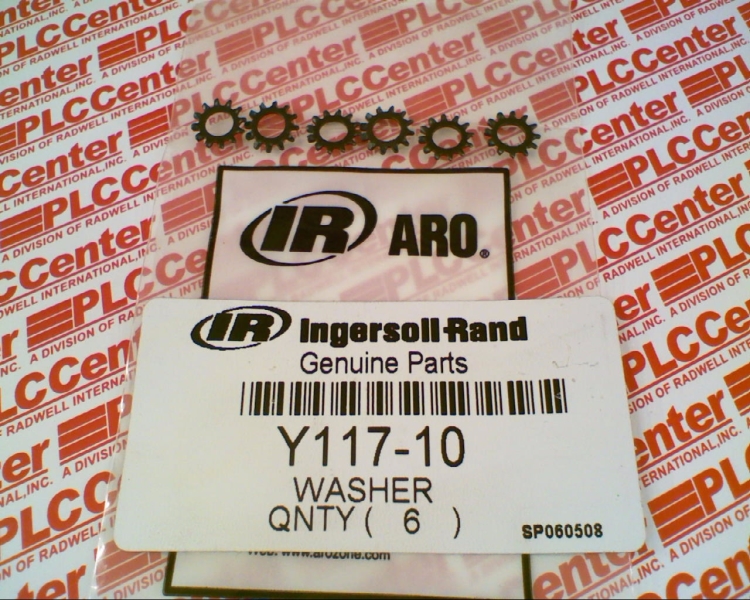 PLCCenter
A DIVISION OF RADWELL INTERNATIONAL,INC.
IR ARO®
IR Ingersoll-Rand
Genuine Parts
Y117-10
WASHER
QNTY ( 6 )
SP060508
www.arozone.com